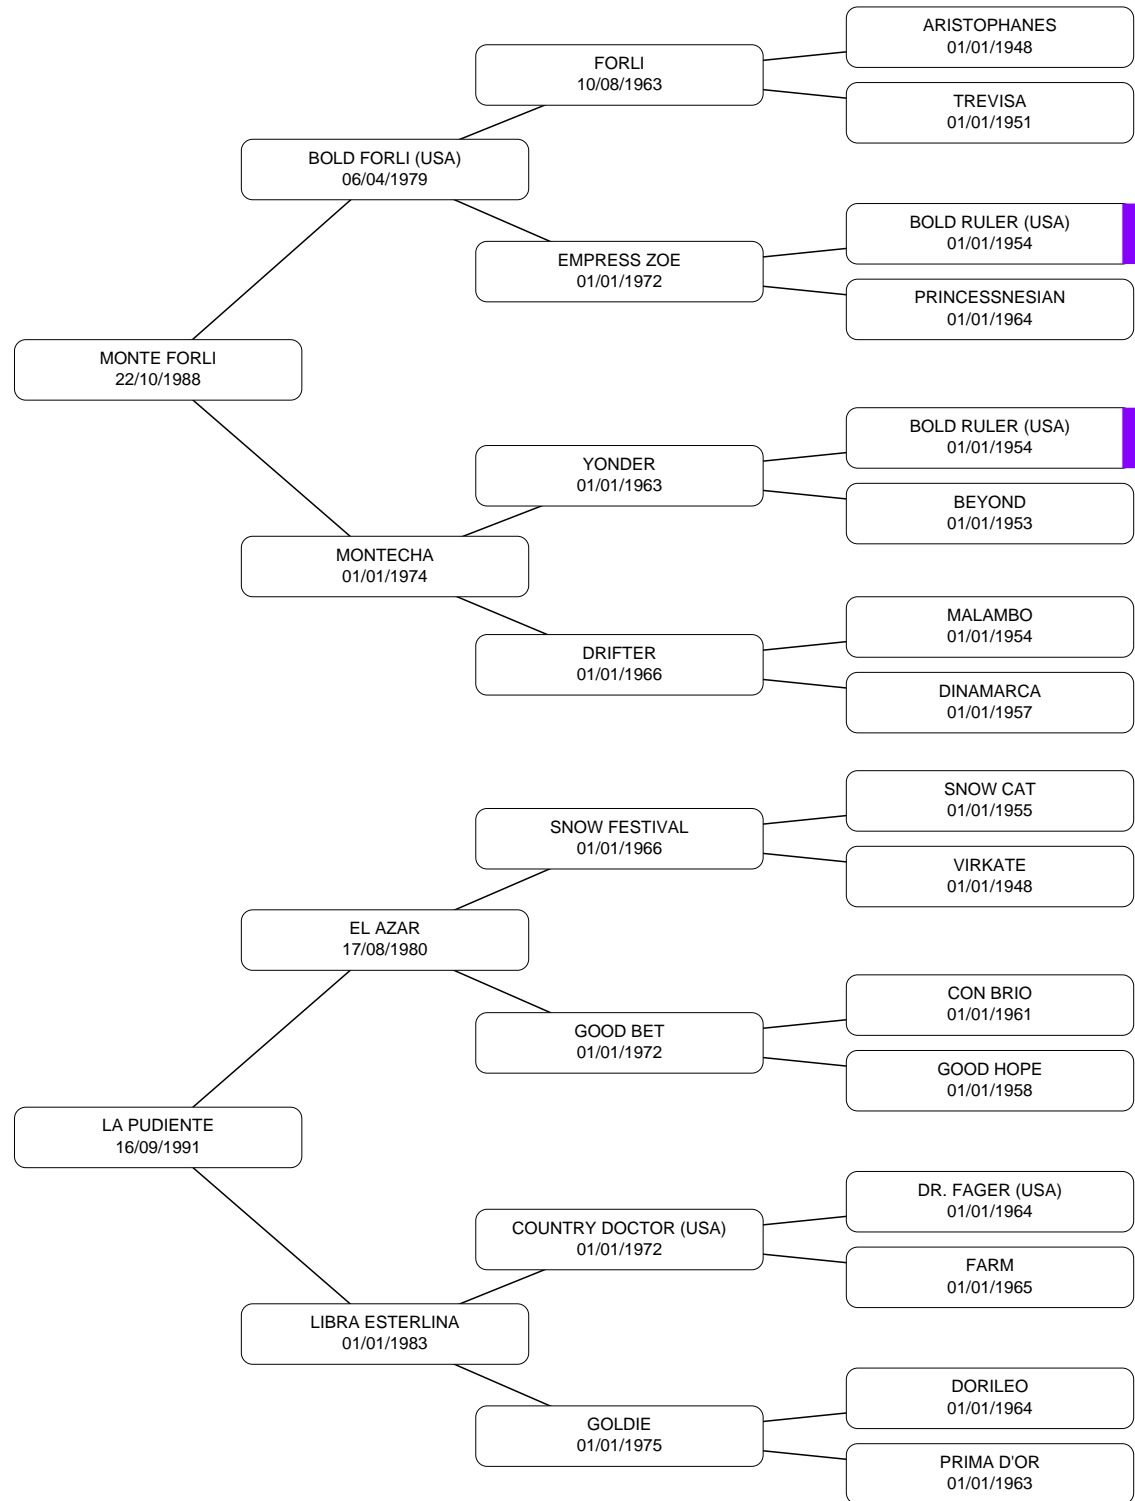 ARISTOPHANES
01/01/1948
FORLI
10/08/1963
TREVISA
01/01/1951
BOLD FORLI (USA)
06/04/1979
BOLD RULER (USA)
01/01/1954
EMPRESS ZOE
01/01/1972
PRINCESSNESIAN
01/01/1964
MONTE FORLI
22/10/1988
BOLD RULER (USA)
01/01/1954
YONDER
01/01/1963
BEYOND
01/01/1953
MONTECHA
01/01/1974
MALAMBO
01/01/1954
DRIFTER
01/01/1966
DINAMARCA
01/01/1957
SNOW CAT
01/01/1955
SNOW FESTIVAL
01/01/1966
VIRKATE
01/01/1948
EL AZAR
17/08/1980
CON BRIO
01/01/1961
GOOD BET
01/01/1972
GOOD HOPE
01/01/1958
LA PUDIENTE
16/09/1991
DR. FAGER (USA)
01/01/1964
COUNTRY DOCTOR (USA)
01/01/1972
FARM
01/01/1965
LIBRA ESTERLINA
01/01/1983
DORILEO
01/01/1964
GOLDIE
01/01/1975
PRIMA D'OR
01/01/1963